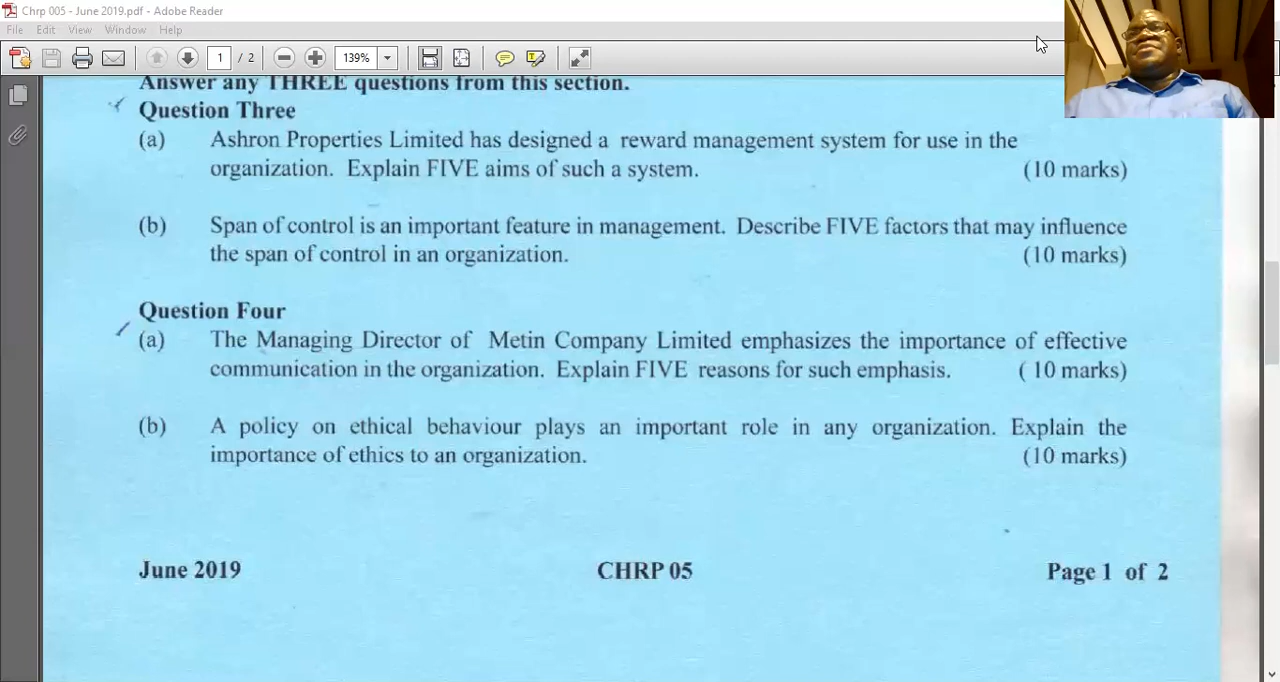 Chrp 005 - June 2019.pdf - Adobe Reader
File Edit View Window Help
1 / 2 139%
Answer any THREE questions from this section.
Question Three
(a) Ashron Properties Limited has designed a reward management system for use in the
organization. Explain FIVE aims of such a system. (10 marks)
(b) Span of control is an important feature in management. Describe FIVE factors that may influence
the span of control in an organization. (10 marks)
Question Four
(a) The Managing Director of Metin Company Limited emphasizes the importance of effective
communication in the organization. Explain FIVE reasons for such emphasis. ( 10 marks)
(b) A policy on ethical behaviour plays an important role in any organization. Explain the
importance of ethics to an organization. (10 marks)
June 2019 CHRP 05 Page 1 of 2